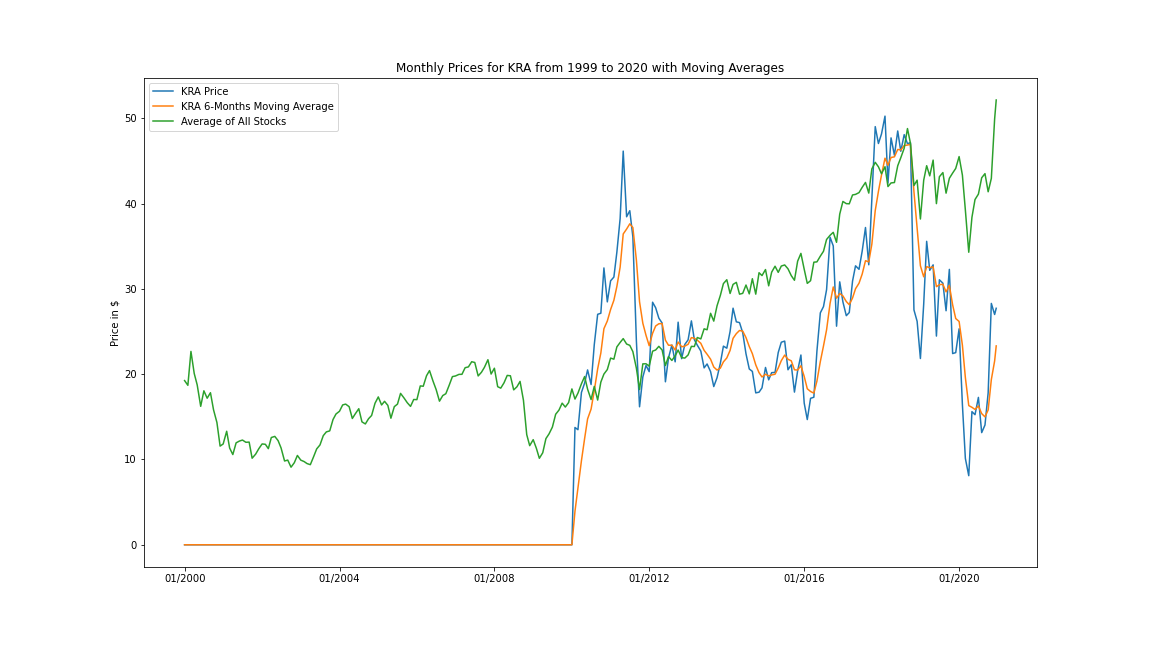 Monthly Prices for KRA from 1999 to 2020 with Moving Averages
KRA Price
KRA 6-Months Moving Average
Average of All Stocks
Price in $
50
40
30
20
10
0
01/2000 01/2004 01/2008 01/2012 01/2016 01/2020